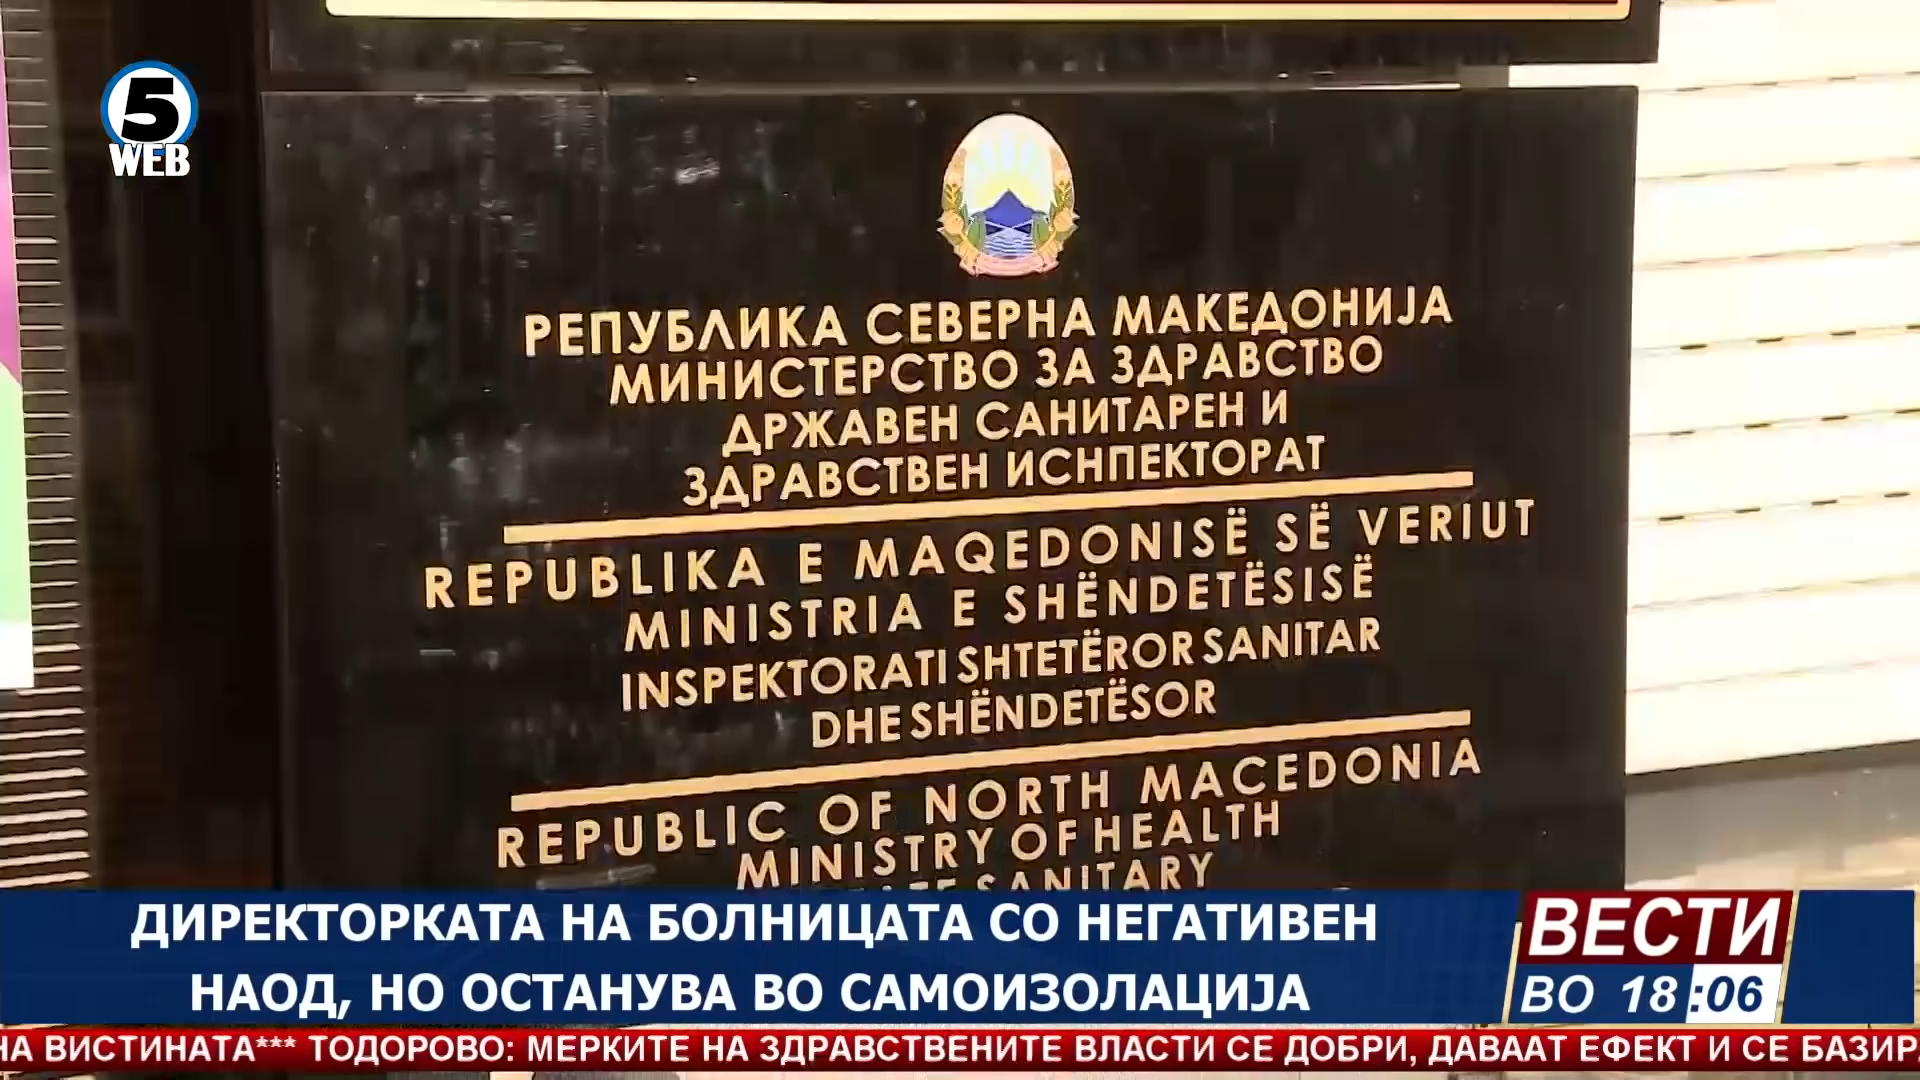 5
WEB
РЕПУБЛИКА СЕВЕРНА МАКЕДОНИЈА
МИНИСТЕРСТВО ЗА ЗДРАВСТВО
ДРЖАВЕН САНИТАРЕН И
ЗДРАВСТВЕН ИСНПЕКТОРАТ
REPUBLIKA E MAQEDONISË SË VERIUT
MINISTRIA E SHËNDETËSISË
INSPEKTORATI SHTETËROR SANITAR
DHE SHËNDETËSOR
REPUBLIC OF NORTH MACEDONIA
MINISTRY OF HEALTH
SANITARY
ДИРЕКТОРКАТА НА БОЛНИЦАТА СО НЕГАТИВЕН
НАОД, НО ОСТАНУВА ВО САМОИЗОЛАЦИЈА
ВЕСТИ
ВО 18:06
НА ВИСТИНАТА*** ТОДОРОВО: МЕРКИТЕ НА ЗДРАВСТВЕНИТЕ ВЛАСТИ СЕ ДОБРИ, ДАВААТ ЕФЕКТ И СЕ